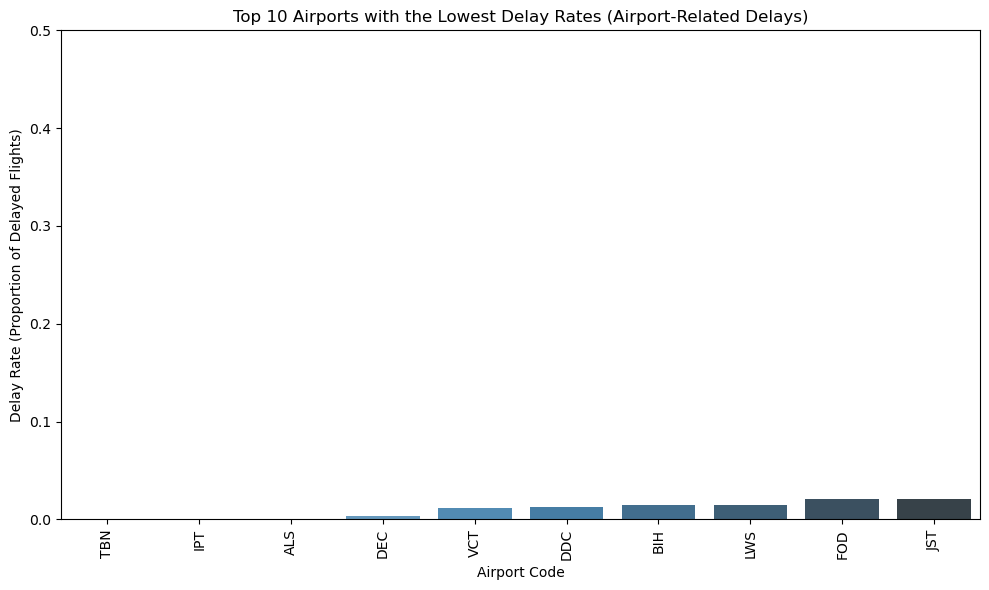 Top 10 Airports with the Lowest Delay Rates (Airport-Related Delays)
Delay Rate (Proportion of Delayed Flights)
0.5
0.4
0.3
0.2
0.1
0.0
TBN
IPT
ALS
DEC
VCT
DDC
BIH
LWS
FOD
JST
Airport Code